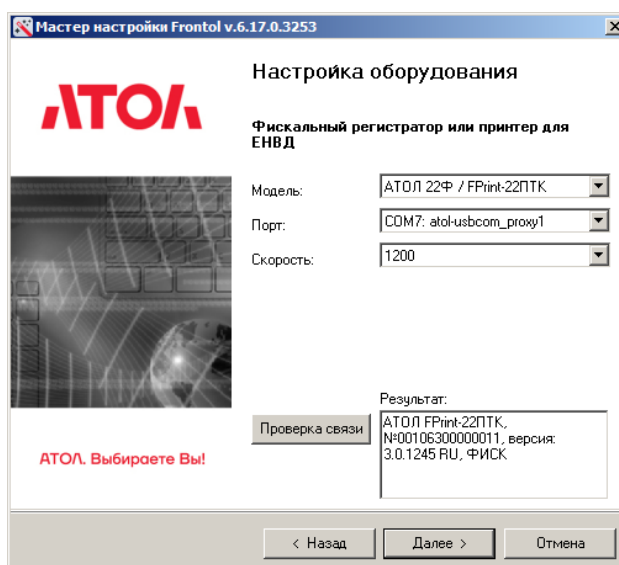 Мастер настройки Frontol v.6.17.0.3253
Настройка оборудования
АТОЛ
Фискальный регистратор или принтер для
ЕНВД
Модель:
АТОЛ 22Ф / FPrint-22ПТК
Порт:
COM7: atol-usbcom_proxy1
Скорость:
1200
Результат:
Проверка связи
АТОЛ FPrint-22ПТК,
№00106300000011, версия:
3.0.1245 RU, ФИСК
АТОЛ. Выбираете Вы!
< Назад
Далее >
Отмена